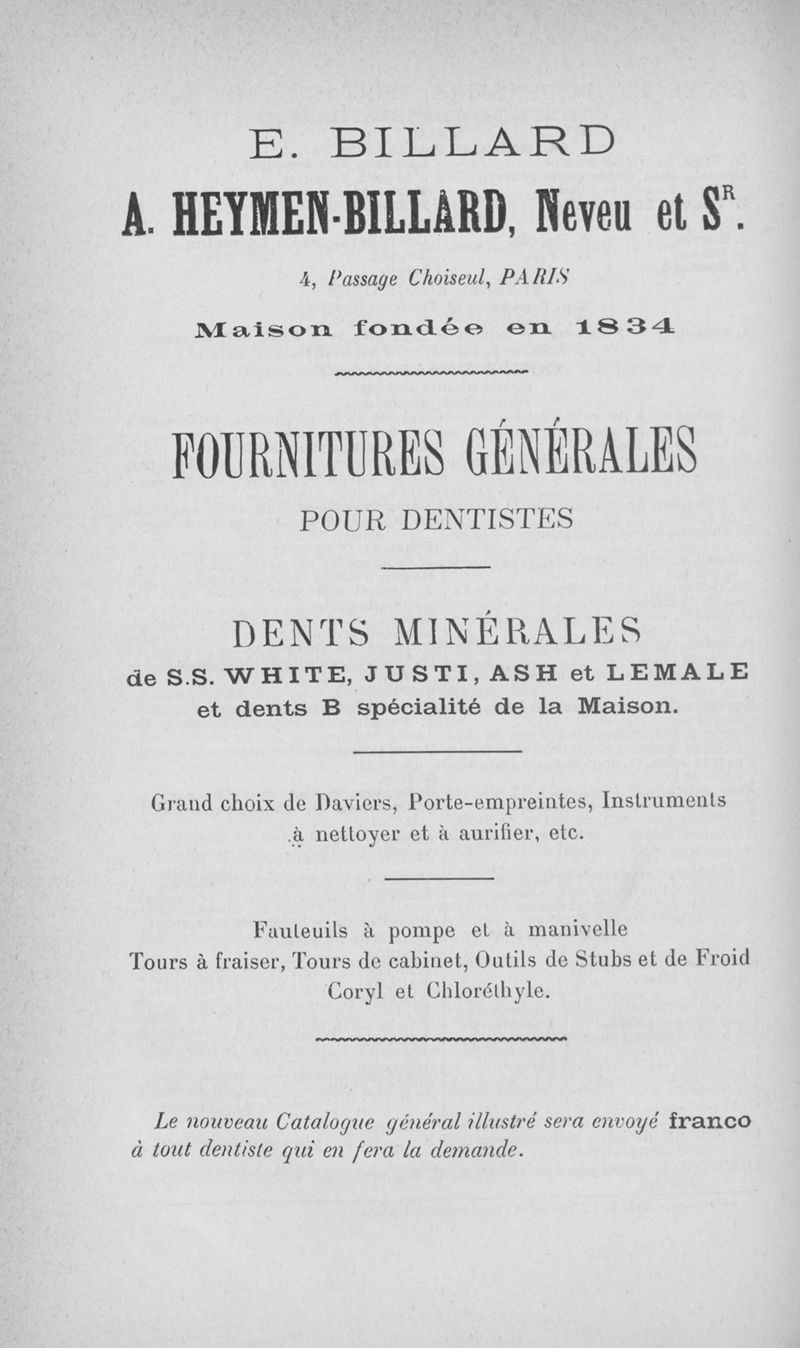 E. BILLARD
A. HEYMEN-BILLARD, Neveu et Sᴿ.
4, Passage Choiseul, PARIS
Maison fondée en 1834
FOURNITURES GÉNÉRALES
POUR DENTISTES
DENTS MINÉRALES
de S.S. WHITE, JUSTI, ASH et LEMALE
et dents B spécialité de la Maison.
Grand choix de Daviers, Porte-empreintes, Instruments
à nettoyer et à aurifier, etc.
Fauteuils à pompe et à manivelle
Tours à fraiser, Tours de cabinet, Outils de Stubs et de Froid
Coryl et Chloréthyle.
Le nouveau Catalogue général illustré sera envoyé franco
à tout dentiste qui en fera la demande.